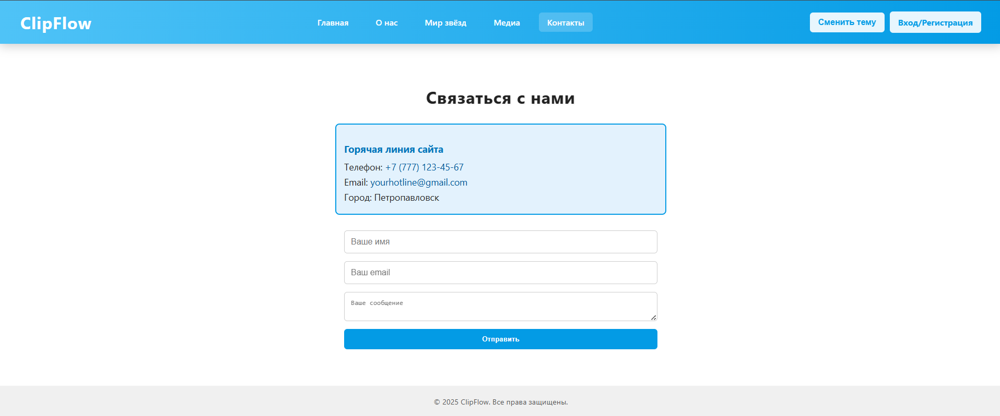 ClipFlow
Главная
О нас
Мир звёзд
Медиа
Контакты
Сменить тему
Вход/Регистрация
Связаться с нами
Горячая линия сайта
Телефон: +7 (777) 123-45-67
Email: yourhotline@gmail.com
Город: Петропавловск
Ваше имя
Ваш email
Ваше сообщение
Отправить
© 2025 ClipFlow. Все права защищены.